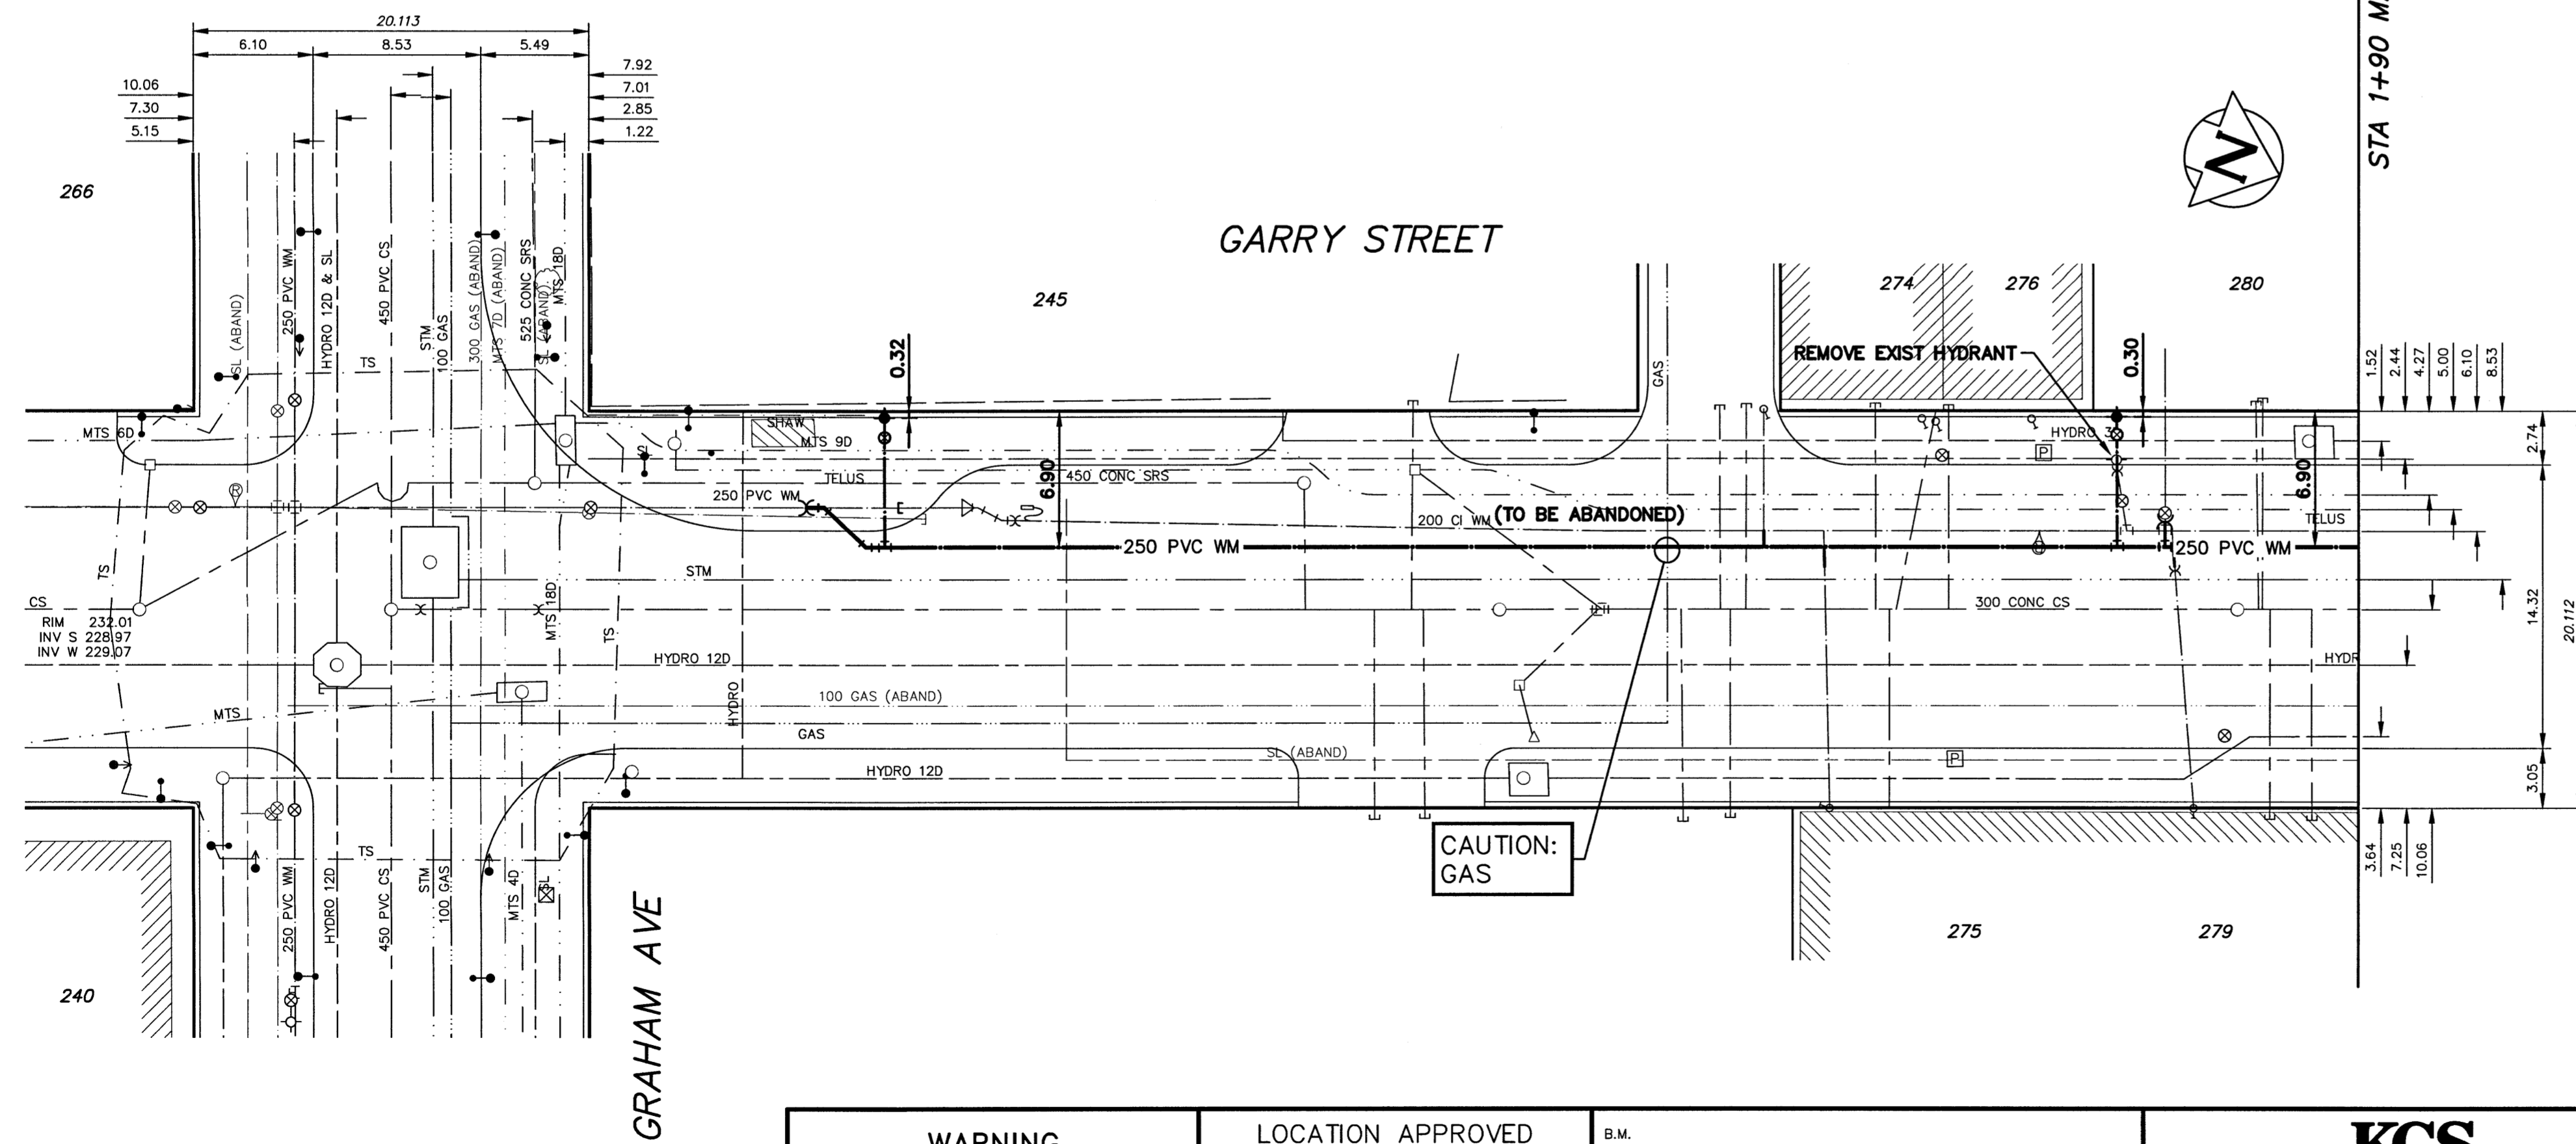 20.113
6.10
8.53
5.49
7.92
7.01
2.85
1.22
10.06
7.30
5.15
STA 1+90
266
N
GARRY STREET
245
274
276
280
SL (ABAND)
250 PVC WM
HYDRO 12D & SL
450 PVC CS
STM
100 GAS
300 GAS (ABAND)
MTS 7D (ABAND)
525 CONC SRS
SL (ABAND)
MTS 18D
TS
0.32
GAS
REMOVE EXIST HYDRANT
0.30
1.52
2.44
4.27
5.00
6.10
8.53
MTS 6D
SHAW
MTS 9D
HYDRO 3
P
2.74
TELUS
6.90
450 CONC SRS
6.90
250 PVC WM
E
200 CI WM
(TO BE ABANDONED)
TELUS
250 PVC WM
250 PVC WM
TS
STM
MTS 18D
TS
CS
300 CONC CS
14.32
20.112
RIM 232.01
INV S 228.97
INV W 229.07
HYDRO 12D
HYDR
HYDRO
100 GAS (ABAND)
MTS
GAS
SL (ABAND)
P
HYDRO 12D
3.05
TS
CAUTION:
GAS
3.64
7.25
10.06
250 PVC WM
HYDRO 12D
450 PVC CS
STM
100 GAS
MTS 4D
SL
275
279
240
GRAHAM AVE
WARNING
LOCATION APPROVED
B.M.
KGS